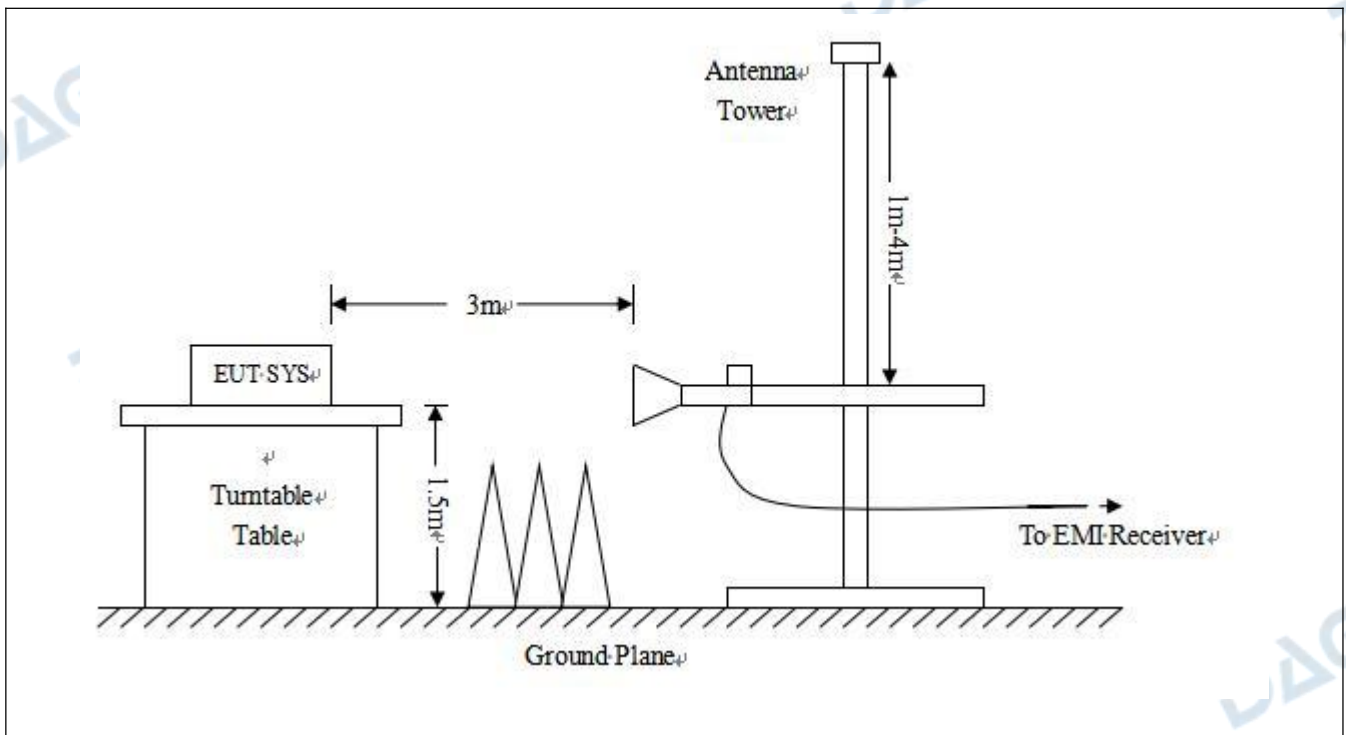 Antenna
Tower
1m-4m
3m
EUT SYS
1.5m
Turntable
Table
To EMI Receiver
Ground Plane